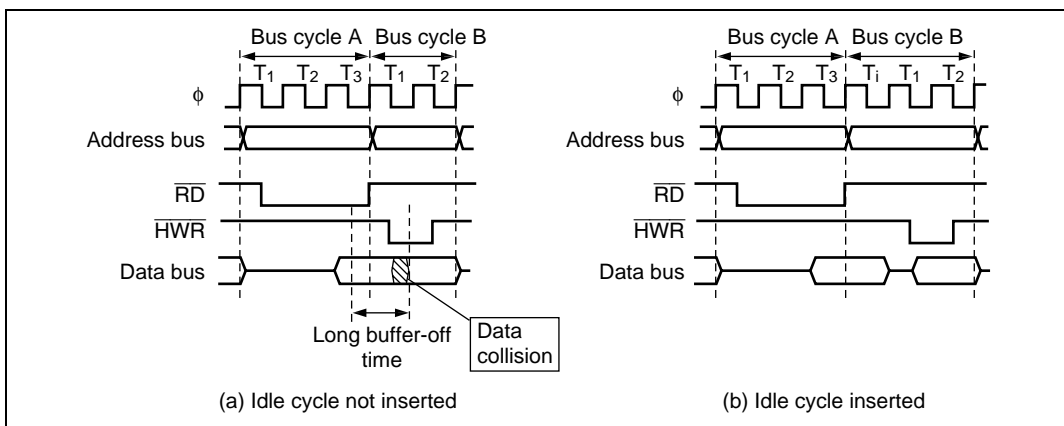 Bus cycle A Bus cycle B
T1 T2 T3 T1 T2
φ
Address bus
RD
HWR
Data bus
Long buffer-off
time
Data
collision
(a) Idle cycle not inserted
Bus cycle A Bus cycle B
T1 T2 T3 Ti T1 T2
φ
Address bus
RD
HWR
Data bus
(b) Idle cycle inserted